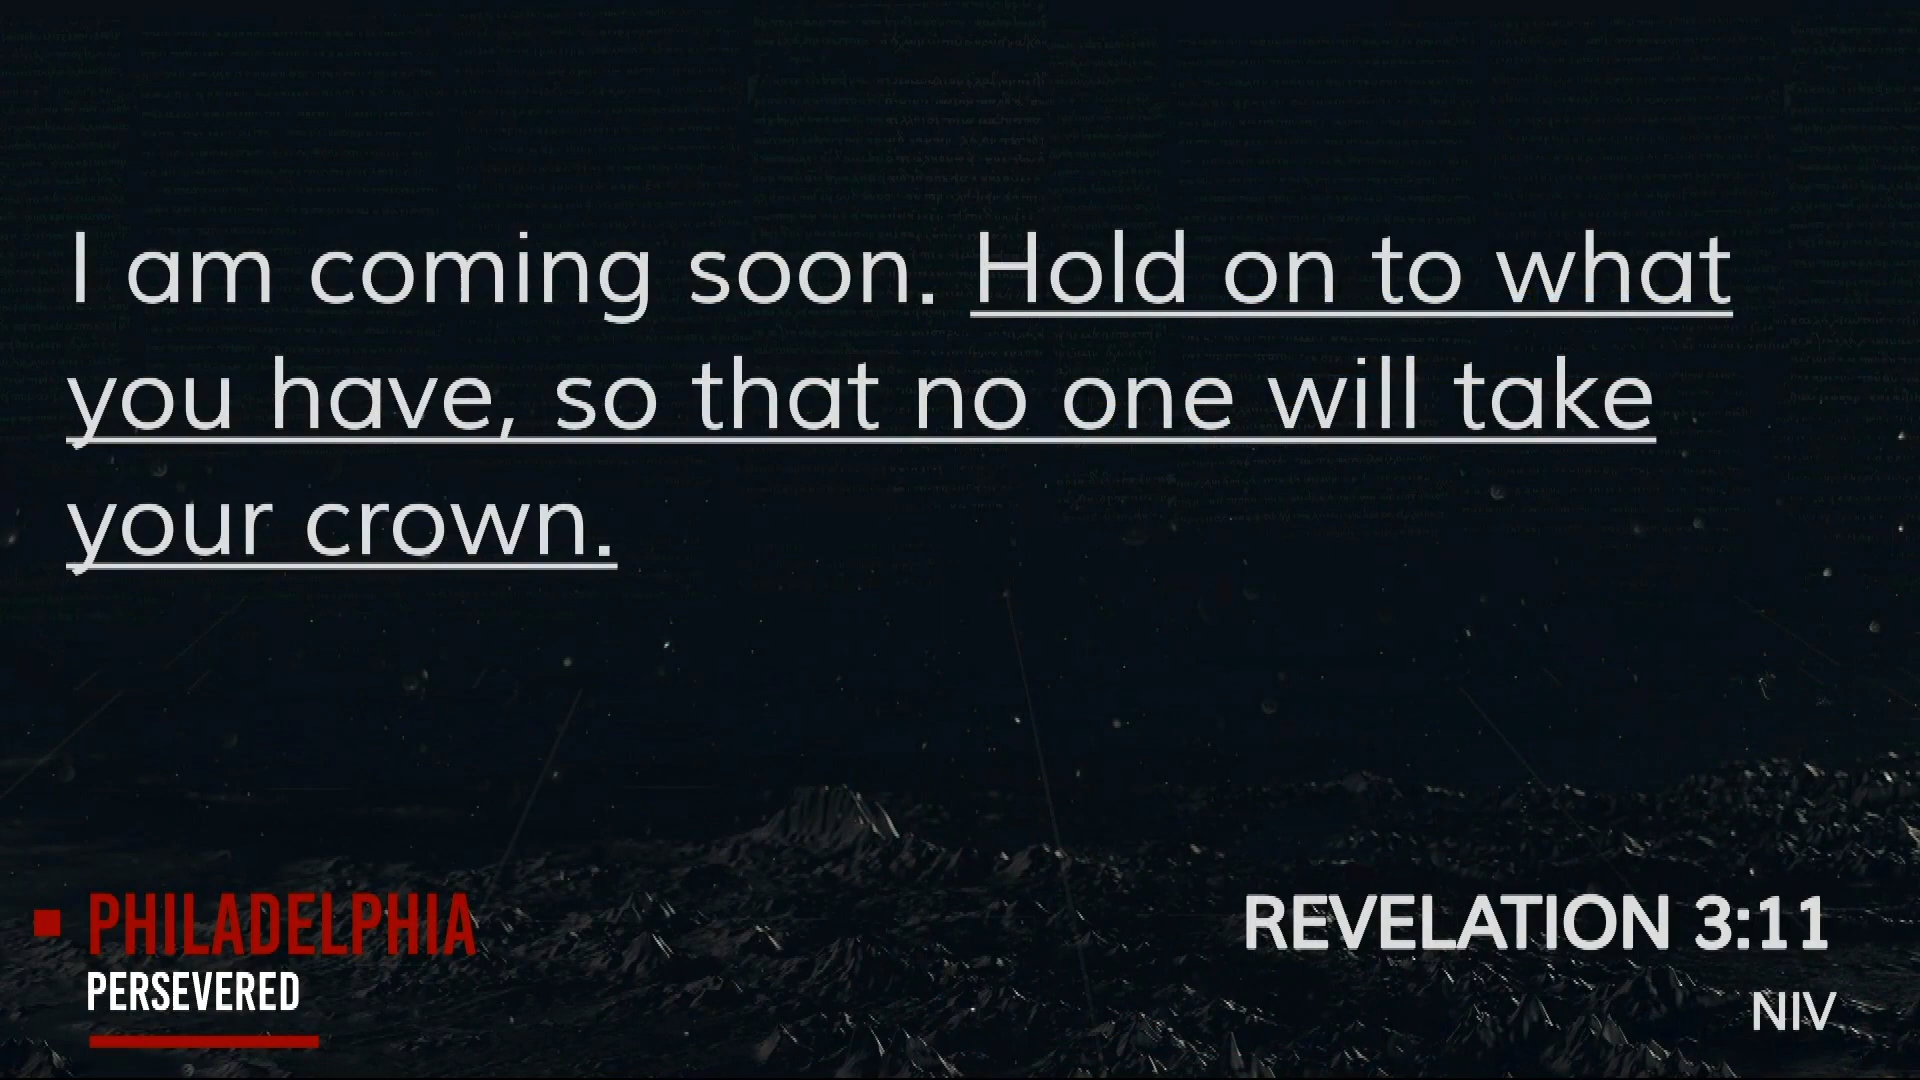 I am coming soon. Hold on to what
you have, so that no one will take
your crown.
PHILADELPHIA
PERSEVERED
REVELATION 3:11
NIV